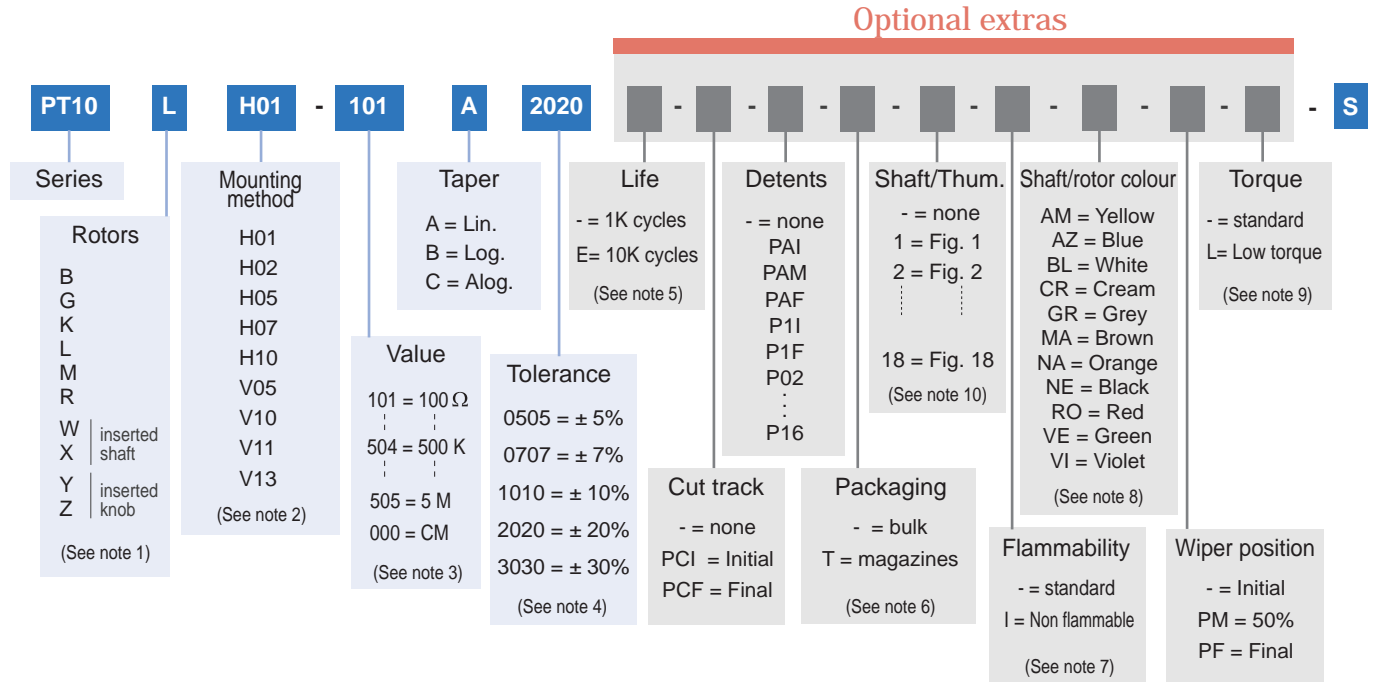 Optional extras
PT10 L H01 - 101 A 2020 - - - - - - - - - S
Series
Rotors
B
G
K
L
M
R
W
X
inserted
shaft
Y
Z
inserted
knob
(See note 1)
Mounting
method
H01
H02
H05
H07
H10
V05
V10
V11
V13
(See note 2)
Value
101 = 100 Ω
504 = 500 K
505 = 5 M
000 = CM
(See note 3)
Taper
A = Lin.
B = Log.
C = Alog.
Tolerance
0505 = ± 5%
0707 = ± 7%
1010 = ± 10%
2020 = ± 20%
3030 = ± 30%
(See note 4)
Life
- = 1K cycles
E= 10K cycles
(See note 5)
Cut track
- = none
PCI = Initial
PCF = Final
Detents
- = none
PAI
PAM
PAF
P1I
P1F
P02
:
P16
Packaging
- = bulk
T = magazines
(See note 6)
Shaft/Thum.
- = none
1 = Fig. 1
2 = Fig. 2
18 = Fig. 18
(See note 10)
Flammability
- = standard
I = Non flammable
(See note 7)
Shaft/rotor colour
AM = Yellow
AZ = Blue
BL = White
CR = Cream
GR = Grey
MA = Brown
NA = Orange
NE = Black
RO = Red
VE = Green
VI = Violet
(See note 8)
Wiper position
- = Initial
PM = 50%
PF = Final
Torque
- = standard
L= Low torque
(See note 9)